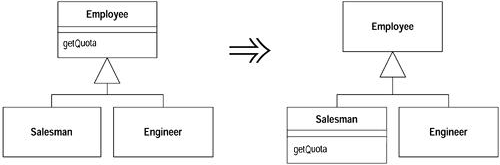 Employee
getQuota
Salesman
Engineer
Employee
Salesman
getQuota
Engineer